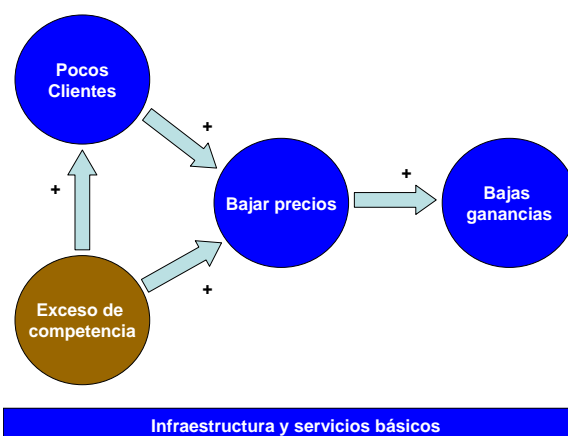 Pocos
Clientes
+
+
+
Bajar precios
Bajas
ganancias
+
+
Exceso de
competencia
Infraestructura y servicios básicos